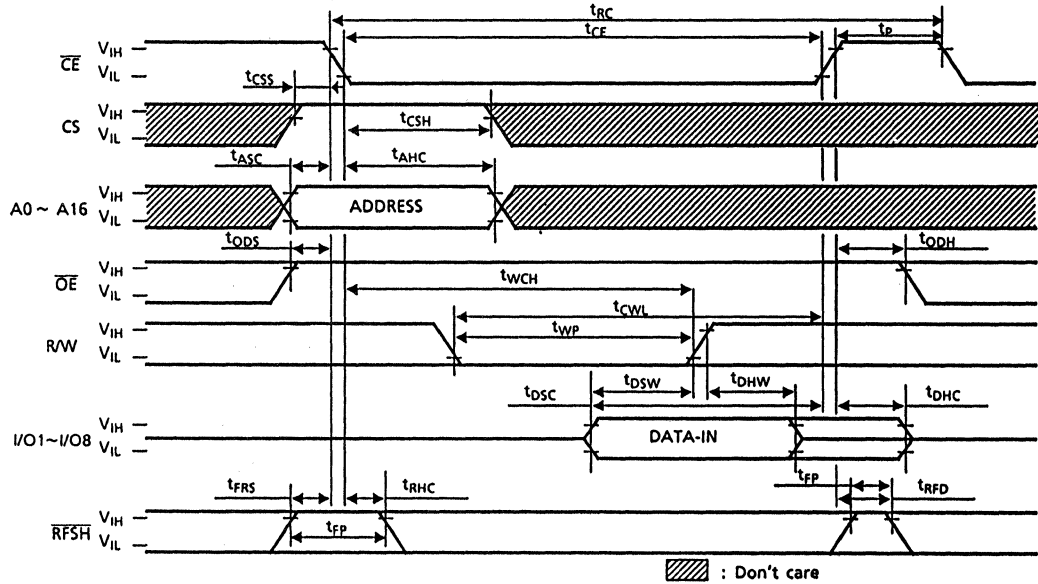 tRC
tCE
tP
CE VIH
VIL
tCSS
CS VIH
VIL
tCSH
tASC
tAHC
A0 ~ A16 VIH
VIL
ADDRESS
tODS
tODH
OE VIH
VIL
tWCH
tCWL
R/W VIH
VIL
tWP
tDSC
tDSW
tDHW
tDHC
I/O1~I/O8 VIH
VIL
DATA-IN
tFRS
tRHC
tFP
tRFD
RFSH VIH
VIL
tFP
: Don't care